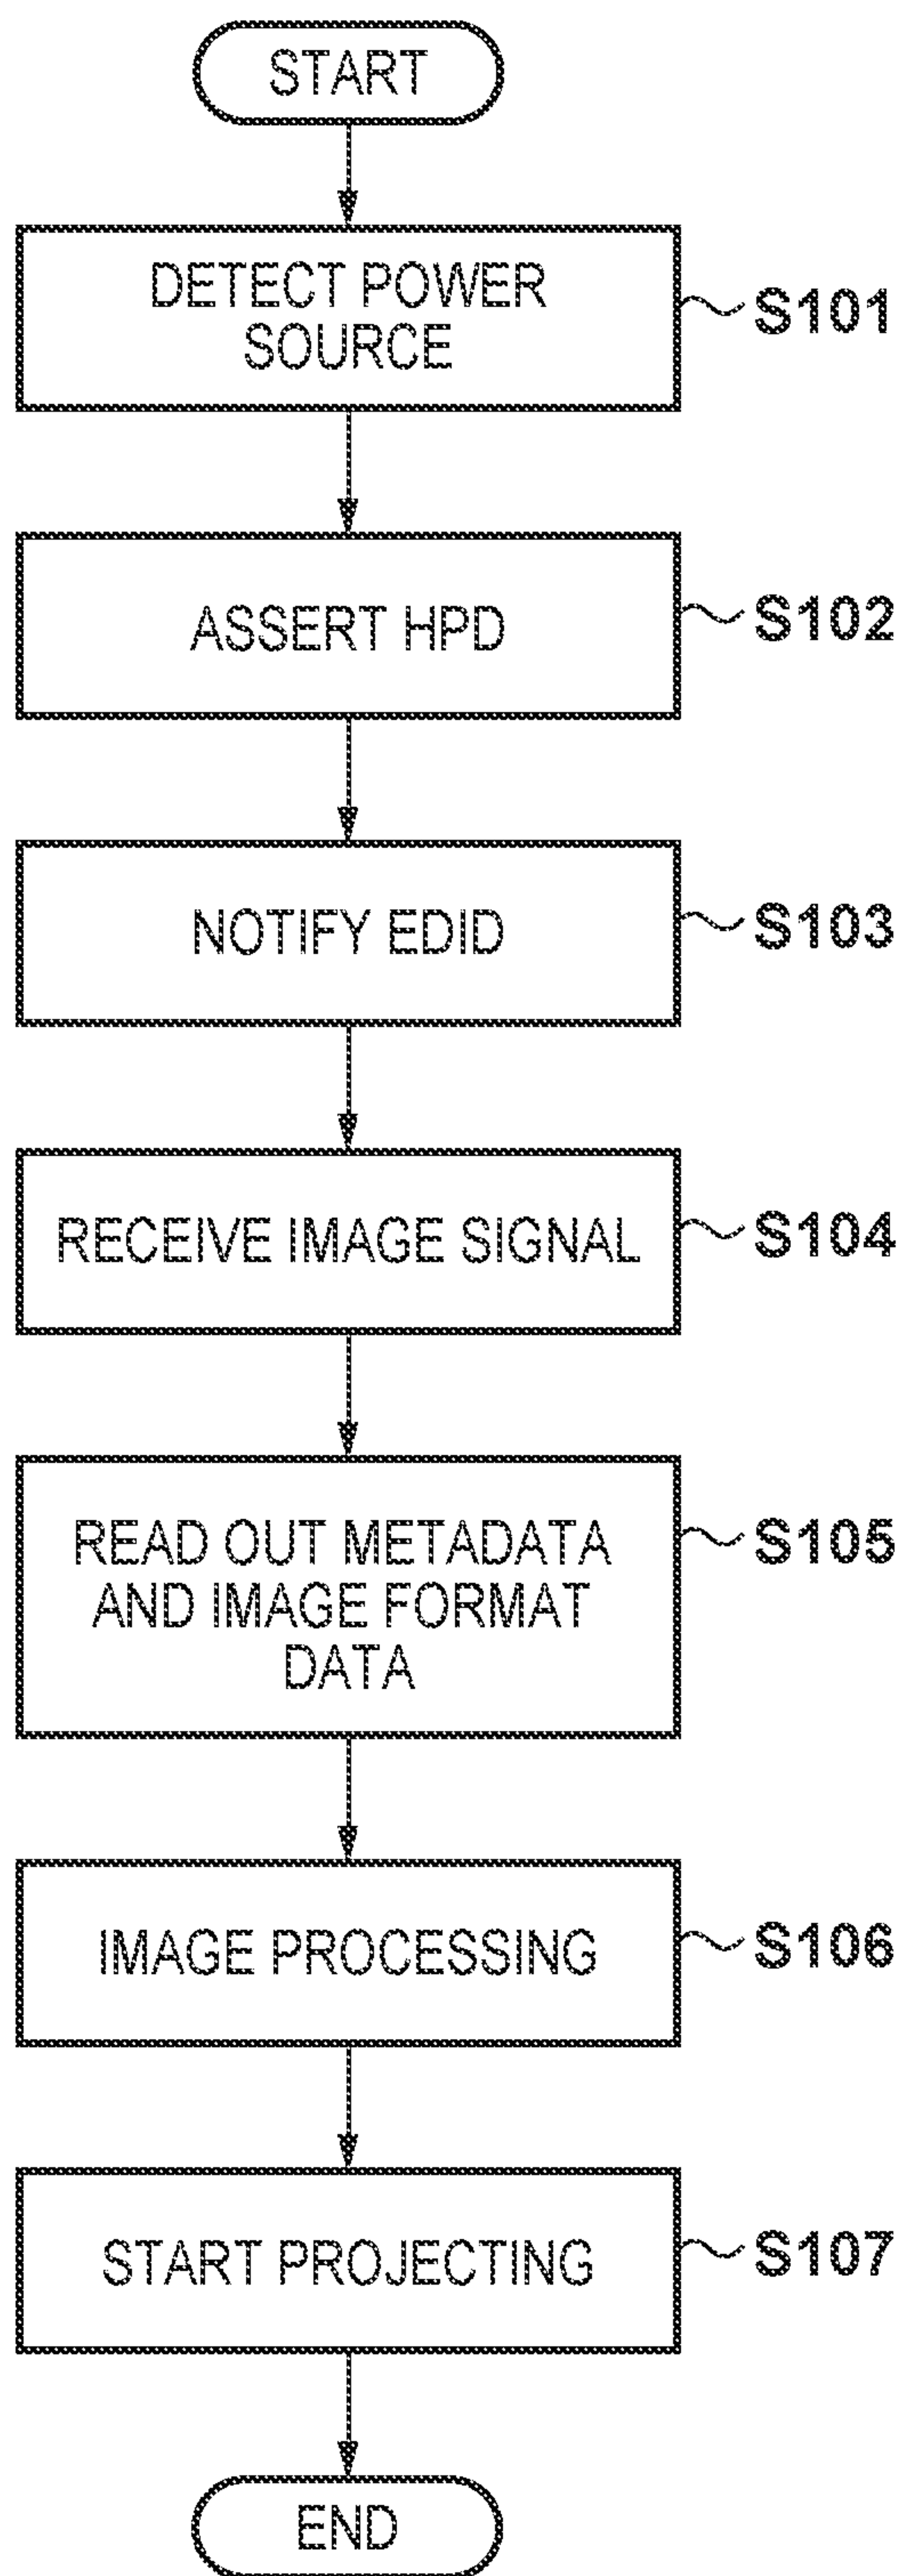 START
DETECT POWER
SOURCE
S101
ASSERT HPD
S102
NOTIFY EDID
S103
RECEIVE IMAGE SIGNAL
S104
READ OUT METADATA
AND IMAGE FORMAT
DATA
S105
IMAGE PROCESSING
S106
START PROJECTING
S107
END